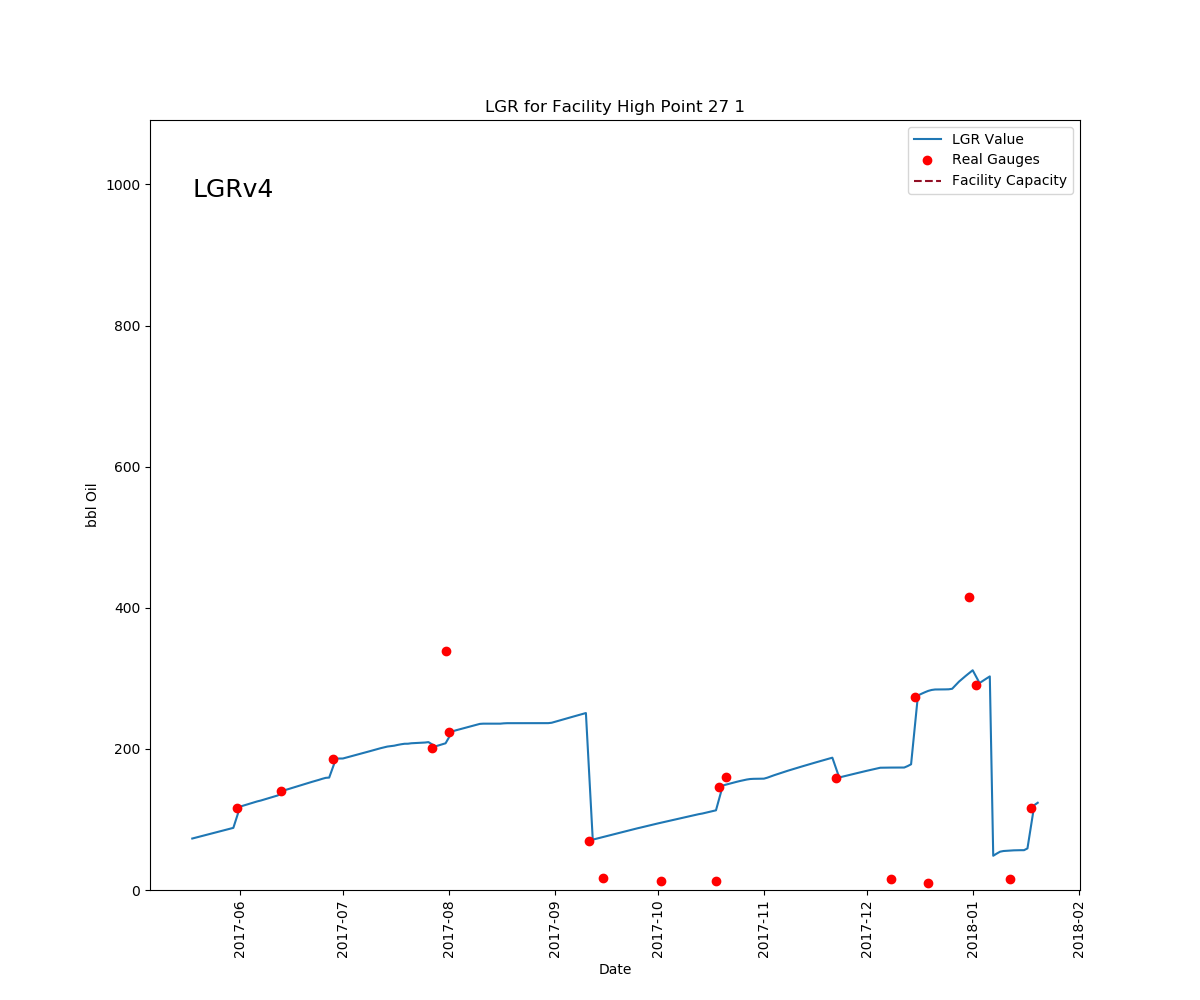 LGR for Facility High Point 27 1
LGRv4
LGR Value
Real Gauges
Facility Capacity
1000
800
600
400
200
0
bbl Oil
2017-06
2017-07
2017-08
2017-09
2017-10
2017-11
2017-12
2018-01
2018-02
Date